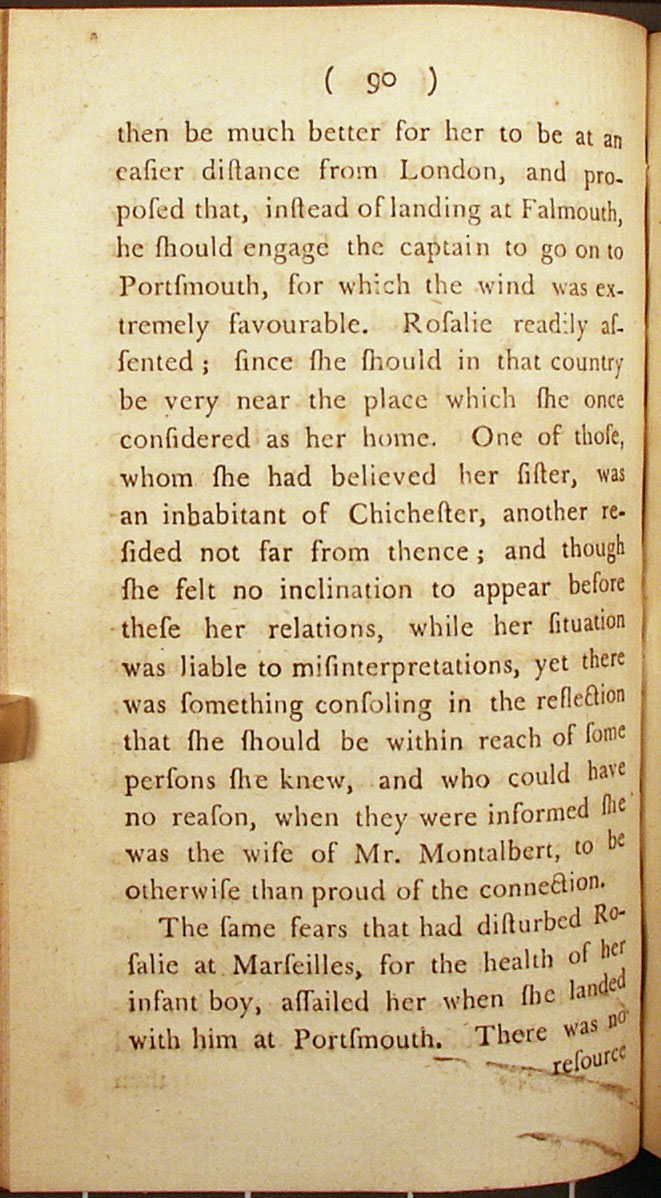 ( 90 )
then be much better for her to be at an
eaſier diſtance from London, and pro-
poſed that, inſtead of landing at Falmouth,
he ſhould engage the captain to go on to
Portſmouth, for which the wind was ex-
tremely favourable. Roſalie readily aſ-
ſented ; ſince ſhe ſhould in that country
be very near the place which ſhe once
conſidered as her home. One of thoſe,
whom ſhe had believed her ſiſter, was
an inhabitant of Chicheſter, another re-
ſided not far from thence ; and though
ſhe felt no inclination to appear before
theſe her relations, while her ſituation
was liable to miſinterpretations, yet there
was ſomething conſoling in the reflection
that ſhe ſhould be within reach of ſome
perſons ſhe knew, and who could have
no reaſon, when they were informed ſhe
was the wife of Mr. Montalbert, to be
otherwiſe than proud of the connection.
The ſame fears that had diſturbed Ro-
ſalie at Marſeilles, for the health of her
infant boy, aſſailed her when ſhe landed
with him at Portſmouth. There was no
reſource